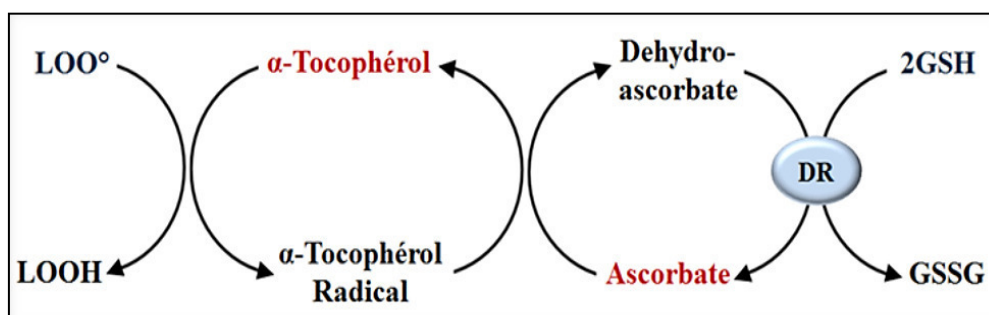 LOO°
α-Tocophérol
Dehydro-
ascorbate
2GSH
DR
LOOH
α-Tocophérol
Radical
Ascorbate
GSSG